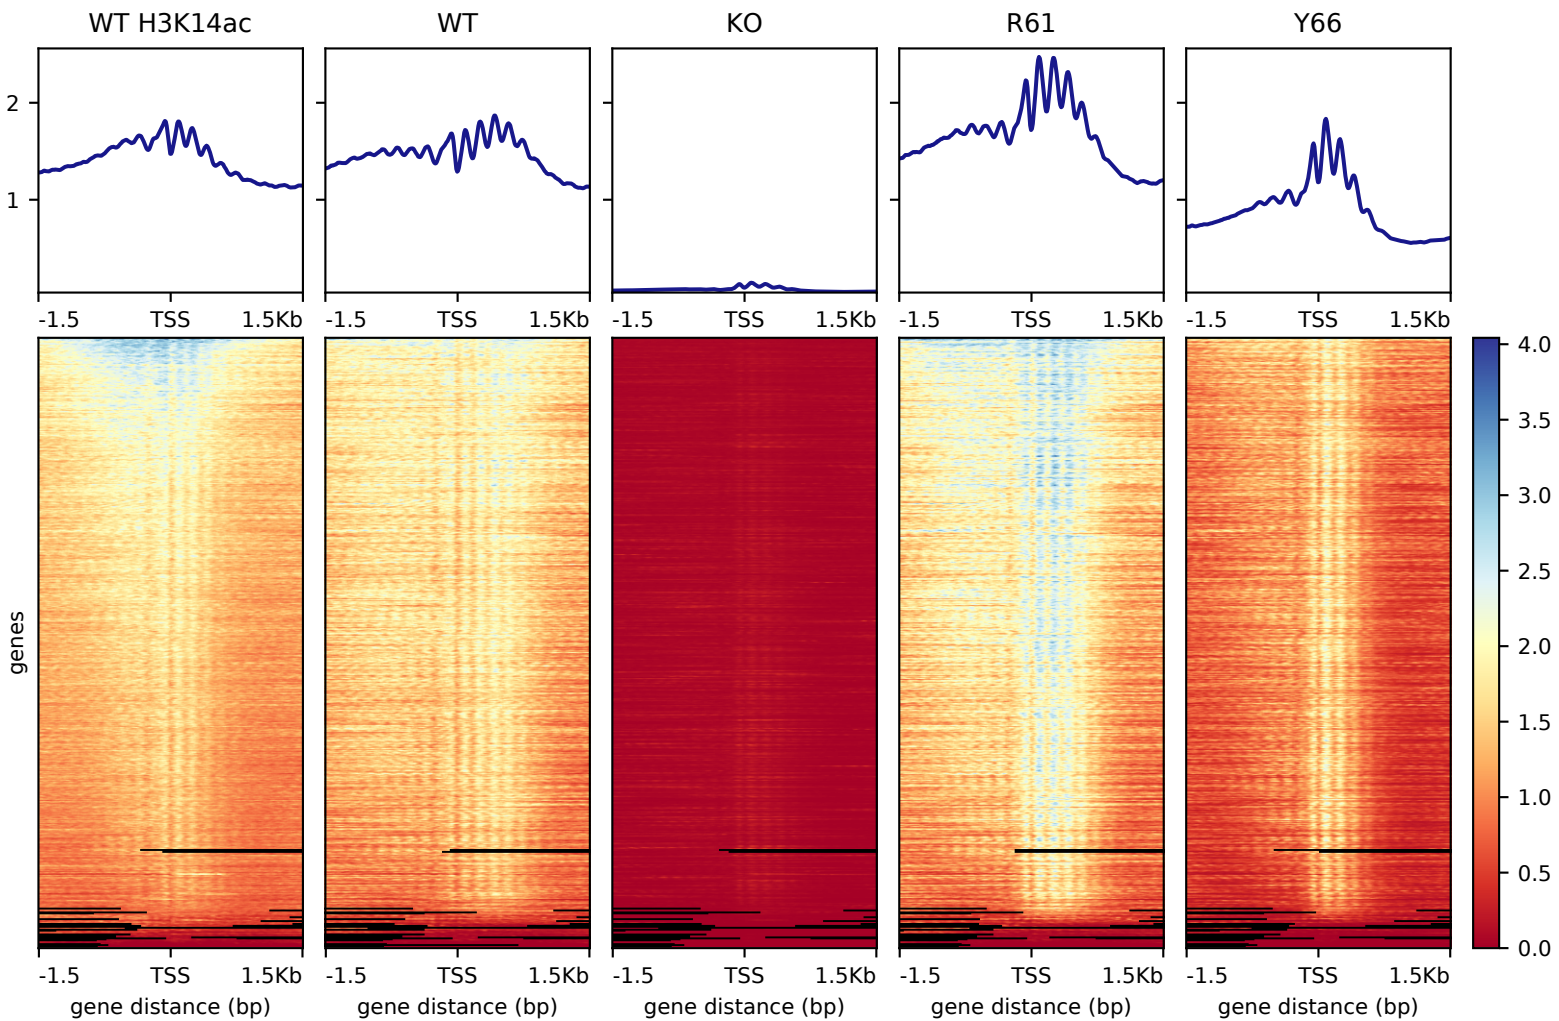 WT H3K14ac WT KO R61 Y66
2
1
-1.5 TSS 1.5Kb -1.5 TSS 1.5Kb -1.5 TSS 1.5Kb -1.5 TSS 1.5Kb -1.5 TSS 1.5Kb
4.0
3.5
3.0
2.5
2.0
genes
1.5
1.0
0.5
0.0
-1.5 TSS 1.5Kb -1.5 TSS 1.5Kb -1.5 TSS 1.5Kb -1.5 TSS 1.5Kb -1.5 TSS 1.5Kb
gene distance (bp) gene distance (bp) gene distance (bp) gene distance (bp) gene distance (bp)